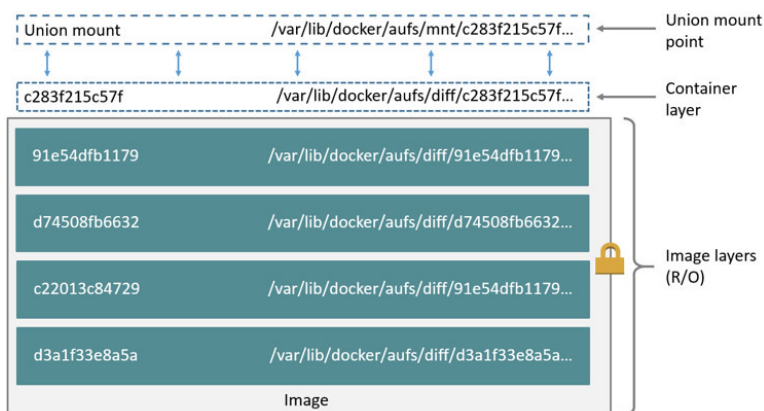 Union mount /var/lib/docker/aufs/mnt/c283f215c57f...
Union mount
point
c283f215c57f /var/lib/docker/aufs/diff/c283f215c57f...
Container
layer
91e54dfb1179 /var/lib/docker/aufs/diff/91e54dfb1179...
d74508fb6632 /var/lib/docker/aufs/diff/d74508fb6632...
c22013c84729 /var/lib/docker/aufs/diff/91e54dfb1179...
d3a1f33e8a5a /var/lib/docker/aufs/diff/d3a1f33e8a5a...
Image layers
(R/O)
Image